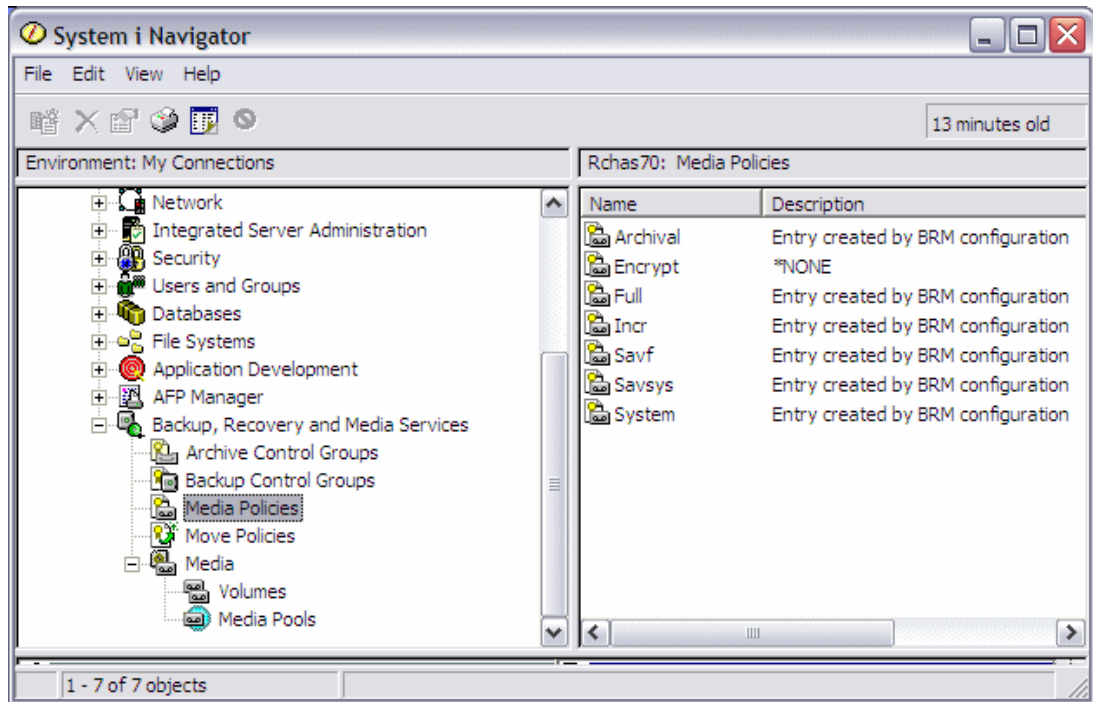 System i Navigator
File Edit View Help
13 minutes old
Environment: My Connections
Rchas70: Media Policies
Network
Integrated Server Administration
Security
Users and Groups
Databases
File Systems
Application Development
AFP Manager
Backup, Recovery and Media Services
Archive Control Groups
Backup Control Groups
Media Policies
Move Policies
Media
Volumes
Media Pools
Name Description
Archival Entry created by BRM configuration
Encrypt *NONE
Full Entry created by BRM configuration
Incr Entry created by BRM configuration
Savf Entry created by BRM configuration
Savsys Entry created by BRM configuration
System Entry created by BRM configuration
1 - 7 of 7 objects